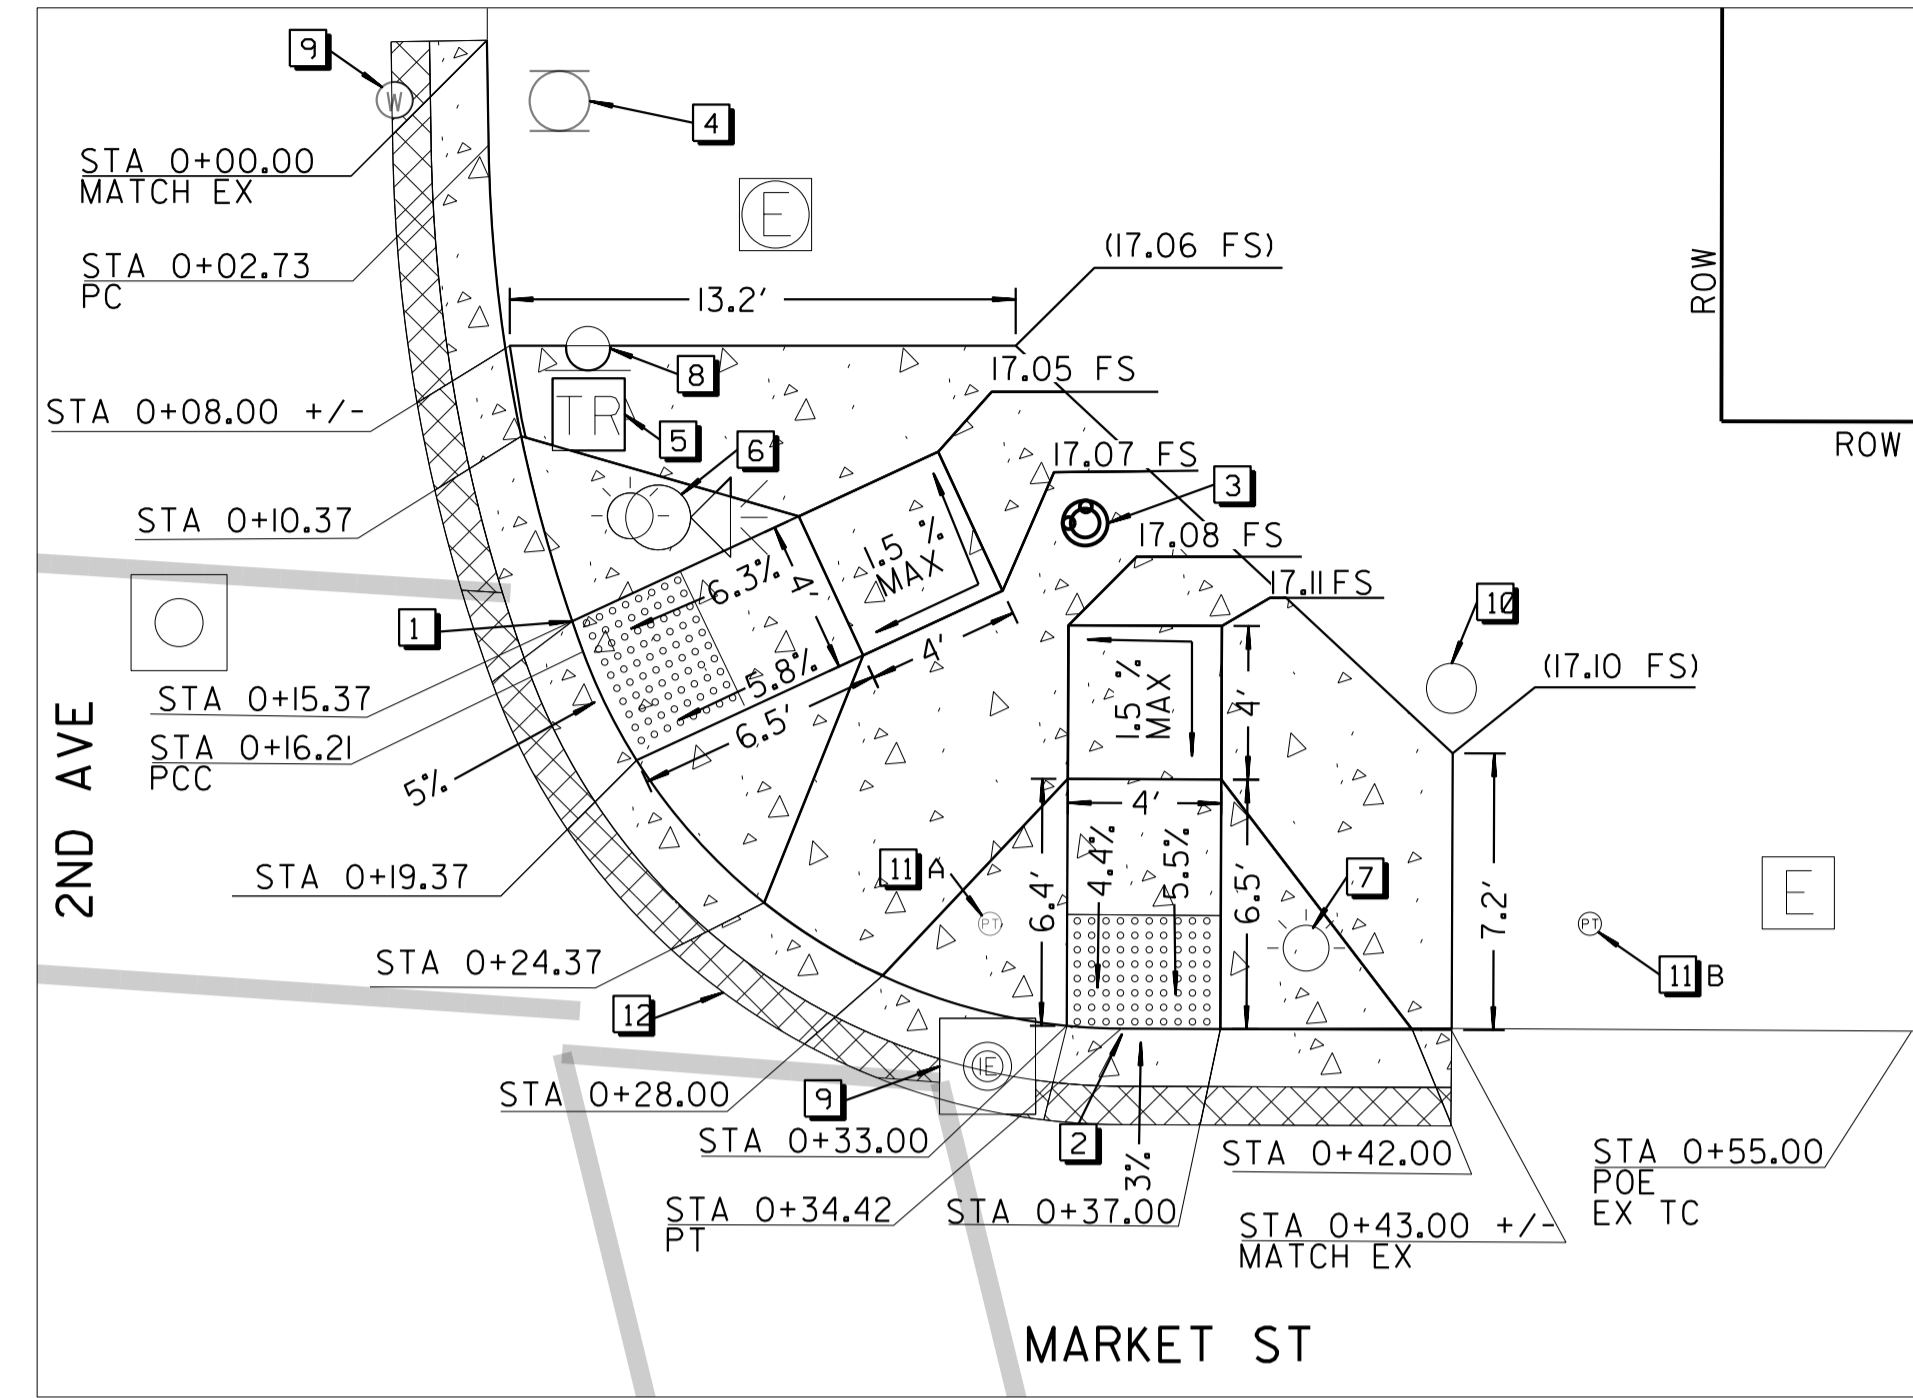 9
W
4
STA 0+00.00
MATCH EX
E
(17.06 FS)
STA 0+02.73
PC
13.2'
ROW
8
17.05 FS
STA 0+08.00 +/-
TR
5
6
17.07 FS
ROW
3
STA 0+10.37
17.08 FS
1.5 %
MAX
6.3%
4'
17.11 FS
10
1
4'
(17.10 FS)
5.8%
STA 0+15.37
1.5 %
MAX
4'
6.5'
STA 0+16.21
PCC
5%
2ND AVE
4'
4.4%
5.5%
STA 0+19.37
11 A
6.4'
6.5'
7
7.2'
E
PT
PT
STA 0+24.37
11 B
12
IE
STA 0+28.00
9
STA 0+33.00
2
3%
STA 0+42.00
STA 0+55.00
POE
EX TC
STA 0+34.42
PT
STA 0+37.00
STA 0+43.00 +/-
MATCH EX
MARKET ST